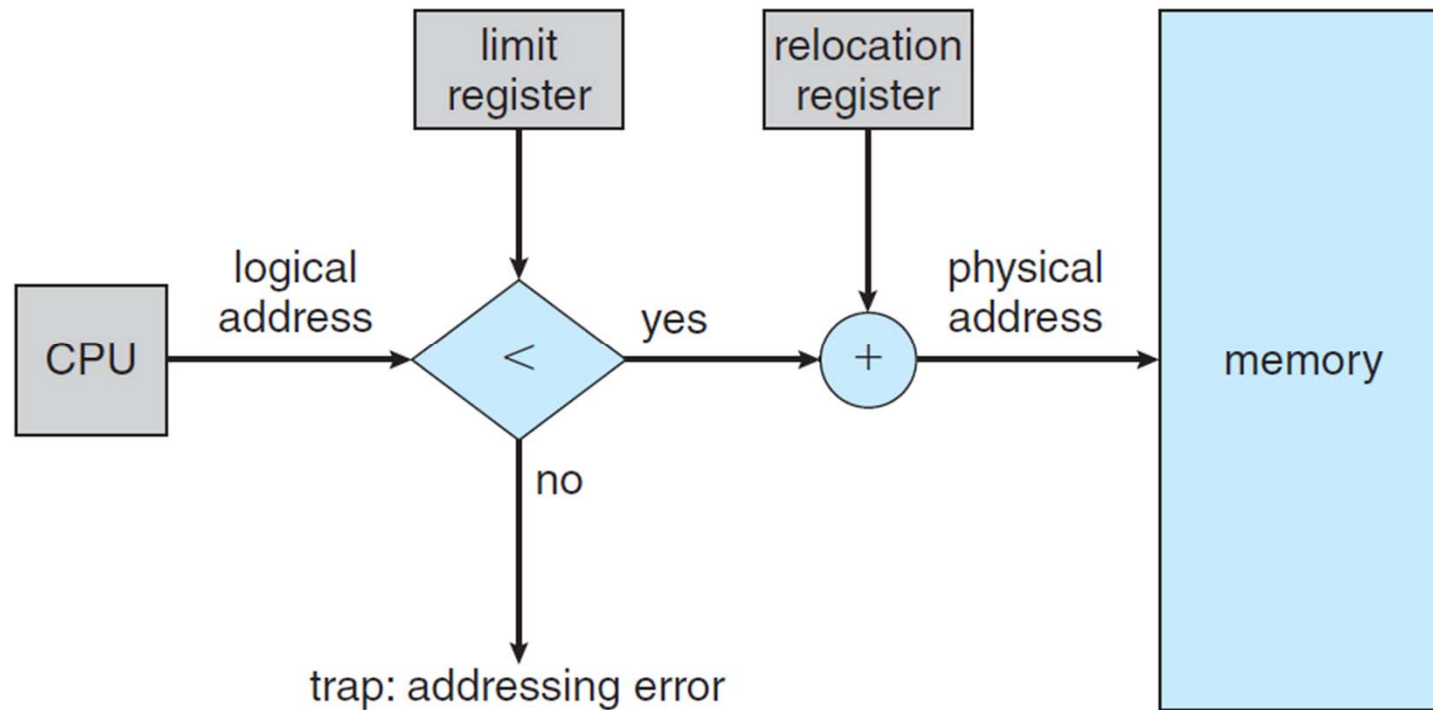 limit
register
relocation
register
logical
address
physical
address
CPU
<
yes
+
memory
no
trap: addressing error